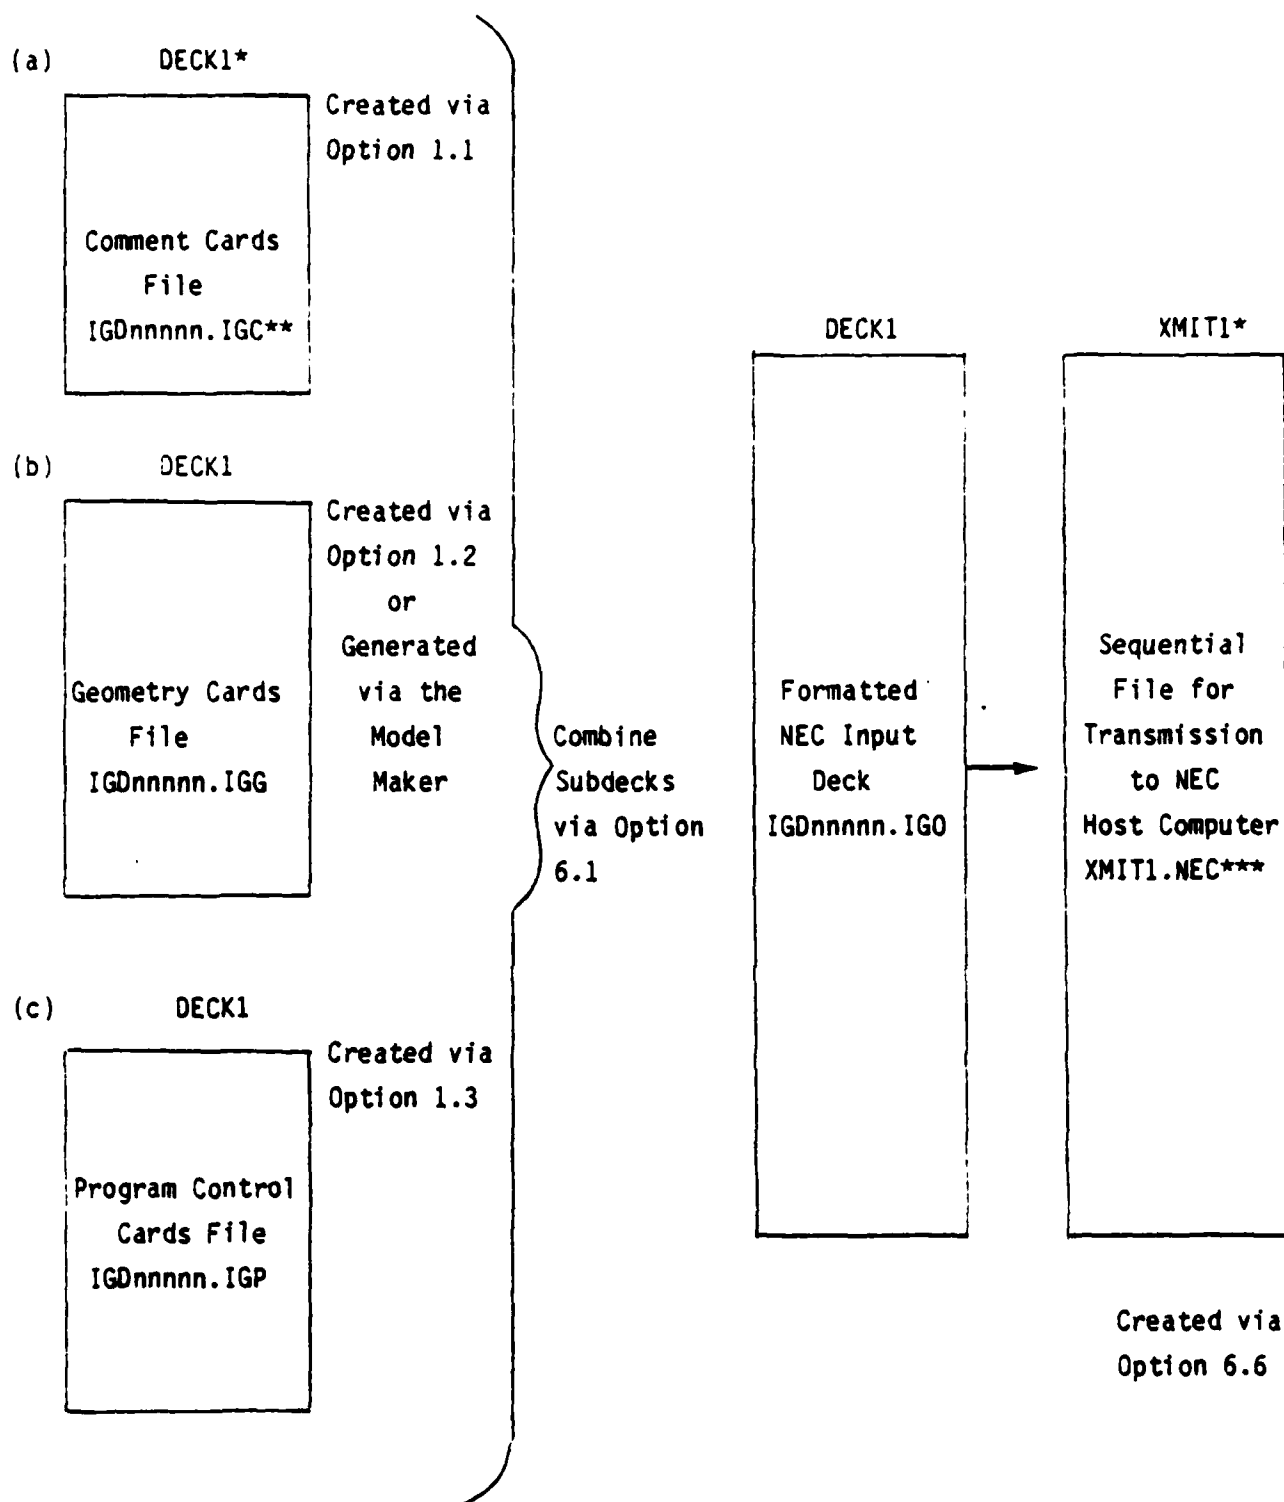 (a) DECK1*
Created via
Option 1.1
Comment Cards
File
IGDnnnnn.IGC**
(b) DECK1
Created via
Option 1.2
or
Generated
via the
Model
Maker
Geometry Cards
File
IGDnnnnn.IGG
(c) DECK1
Created via
Option 1.3
Program Control
Cards File
IGDnnnnn.IGP
Combine
Subdecks
via Option
6.1
DECK1
Formatted
NEC Input
Deck
IGDnnnnn.IGO
XMIT1*
Sequential
File for
Transmission
to NEC
Host Computer
XMIT1.NEC***
Created via
Option 6.6